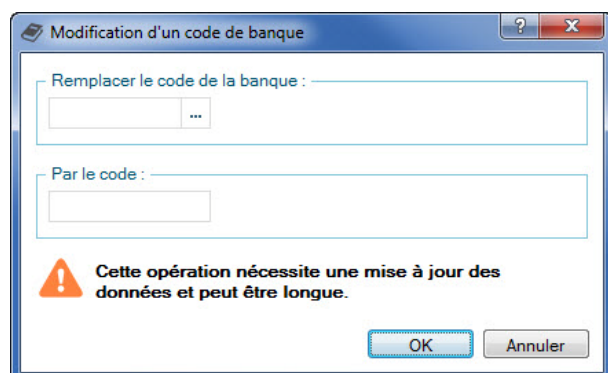 Modification d'un code de banque
?
Remplacer le code de la banque :
...
Par le code :
Cette opération nécessite une mise à jour des
données et peut être longue.
OK Annuler